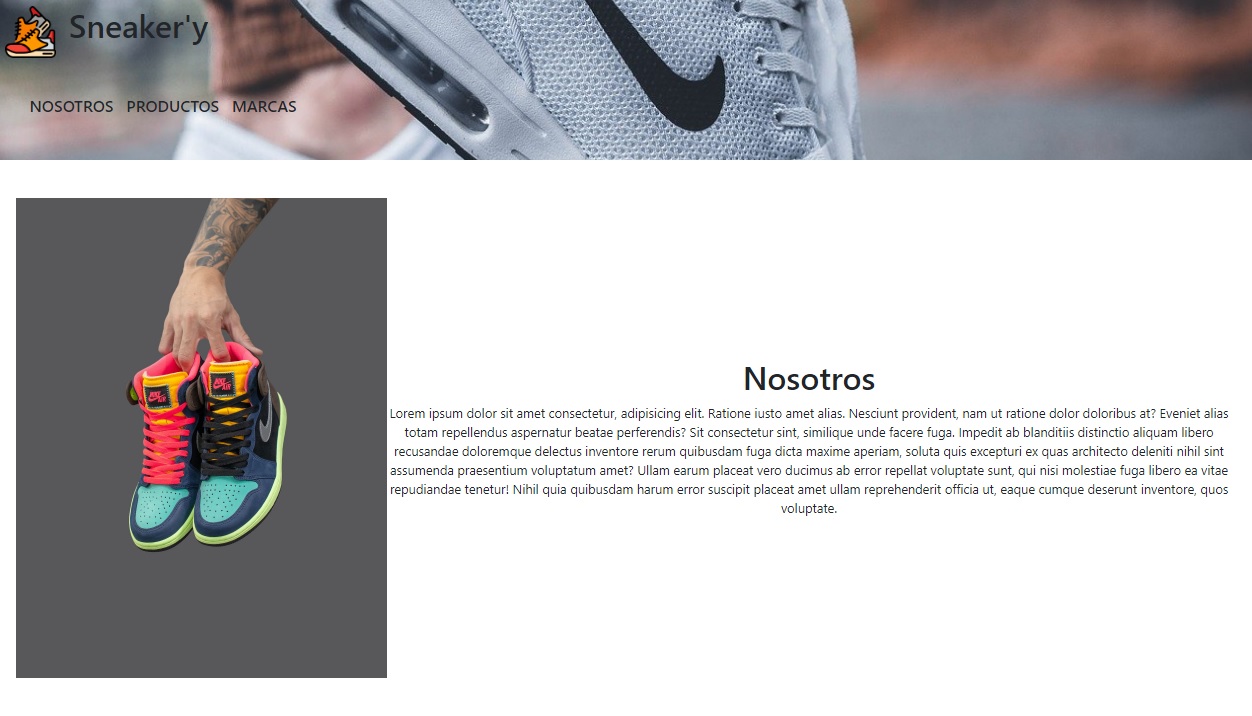 Sneaker'y
NOSOTROS PRODUCTOS MARCAS
Nosotros
Lorem ipsum dolor sit amet consectetur, adipisicing elit. Ratione iusto amet alias. Nesciunt provident, nam ut ratione dolor doloribus at? Eveniet alias
totam repellendus aspernatur beatae perferendis? Sit consectetur sint, similique unde facere fuga. Impedit ab blanditiis distinctio aliquam libero
recusandae doloremque delectus inventore rerum quibusdam fuga dicta maxime aperiam, soluta quis excepturi ex quas architecto deleniti nihil sint
assumenda praesentium voluptatum amet? Ullam earum placeat vero ducimus ab error repellat voluptate sunt, qui nisi molestiae fuga libero ea vitae
repudiandae tenetur! Nihil quia quibusdam harum error suscipit placeat amet ullam reprehenderit officia ut, eaque cumque deserunt inventore, quos
voluptate.